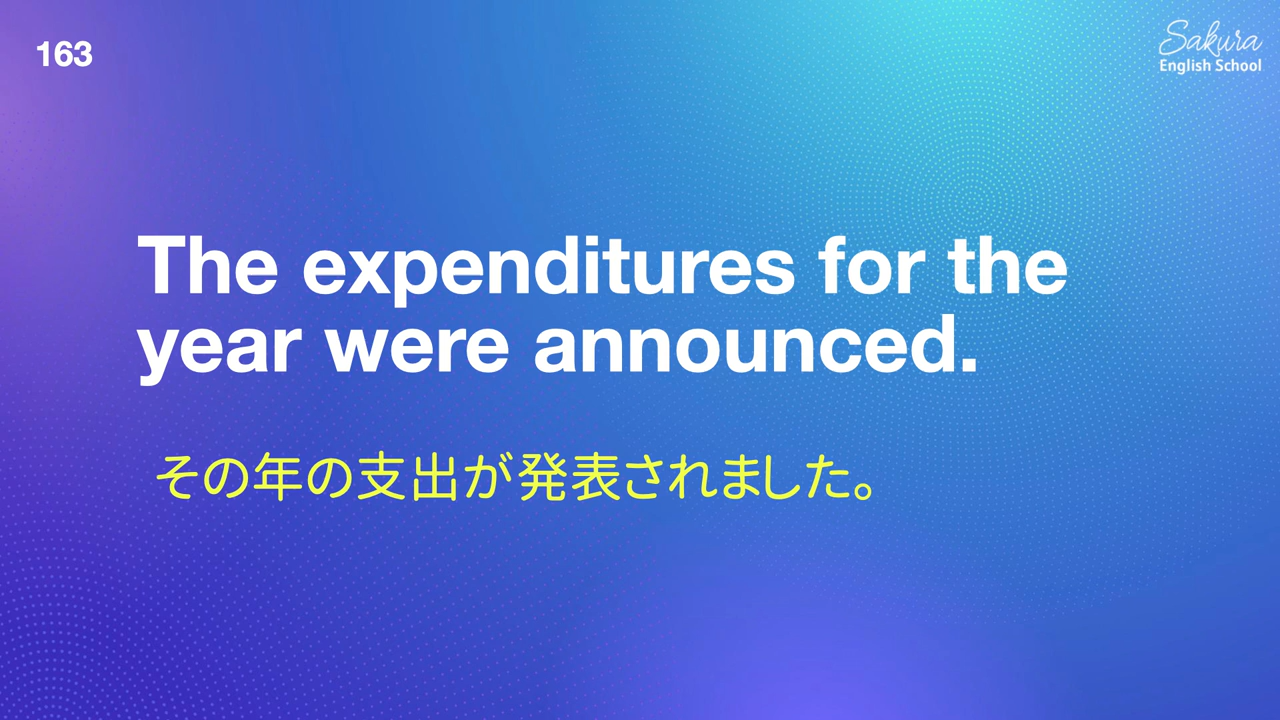 163
Sakura
English School
The expenditures for the
year were announced.
その年の支出が発表されました。